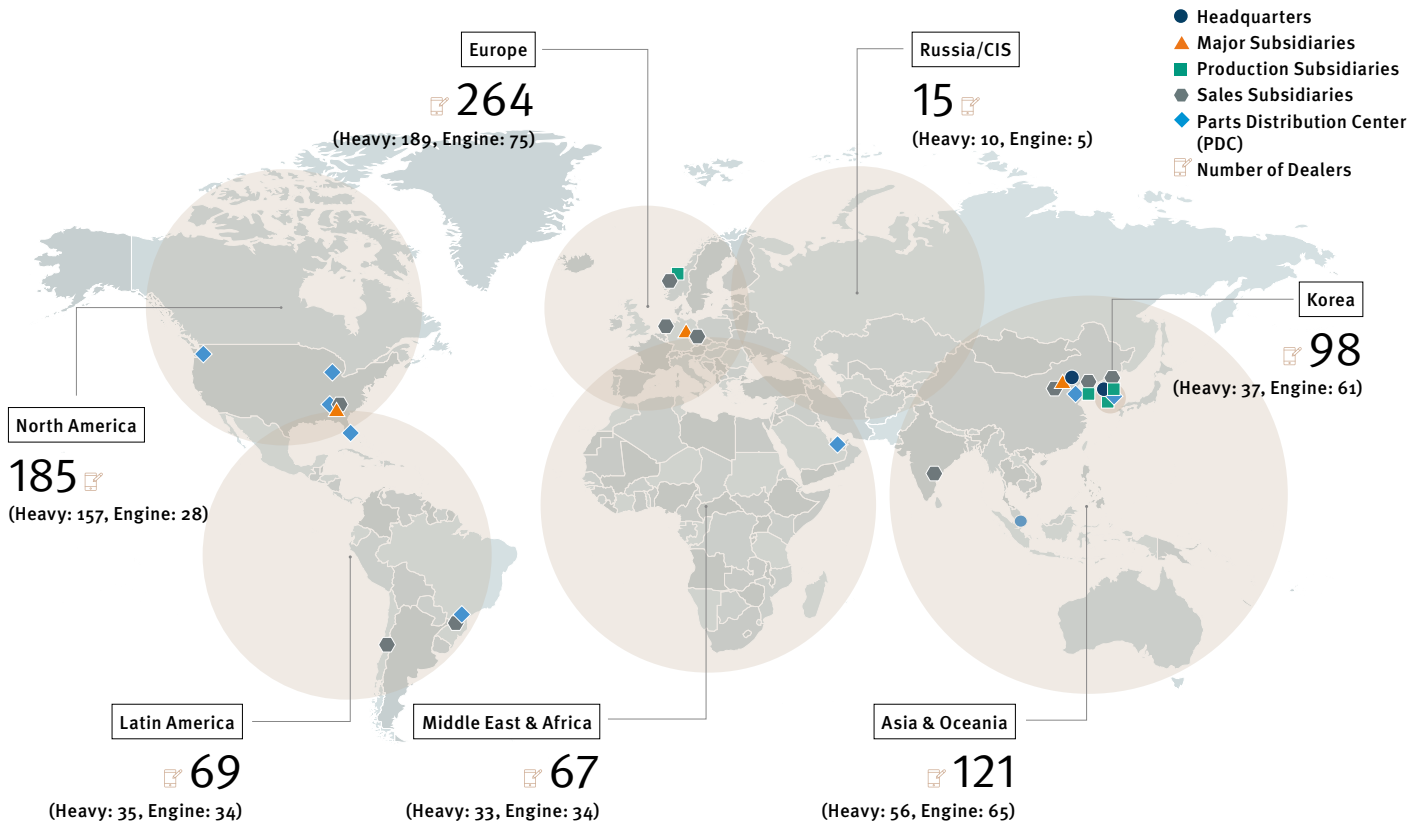 Headquarters
Major Subsidiaries
Production Subsidiaries
Sales Subsidiaries
Parts Distribution Center
(PDC)
Number of Dealers
Europe
264
(Heavy: 189, Engine: 75)
Russia/CIS
15
(Heavy: 10, Engine: 5)
Korea
98
(Heavy: 37, Engine: 61)
North America
185
(Heavy: 157, Engine: 28)
Latin America
69
(Heavy: 35, Engine: 34)
Middle East & Africa
67
(Heavy: 33, Engine: 34)
Asia & Oceania
121
(Heavy: 56, Engine: 65)